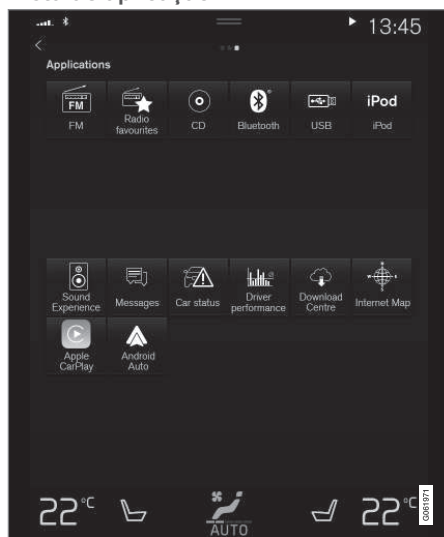 13:45
Applications
FM
iPod
FM
Radio
favourites
CD
Bluetooth
USB
iPod
Sound
Experience
Messages
Car status
Driver
performance
Download
Centre
Internet Map
Apple
CarPlay
Android
Auto
22°C
AUTO
22°C
G061971